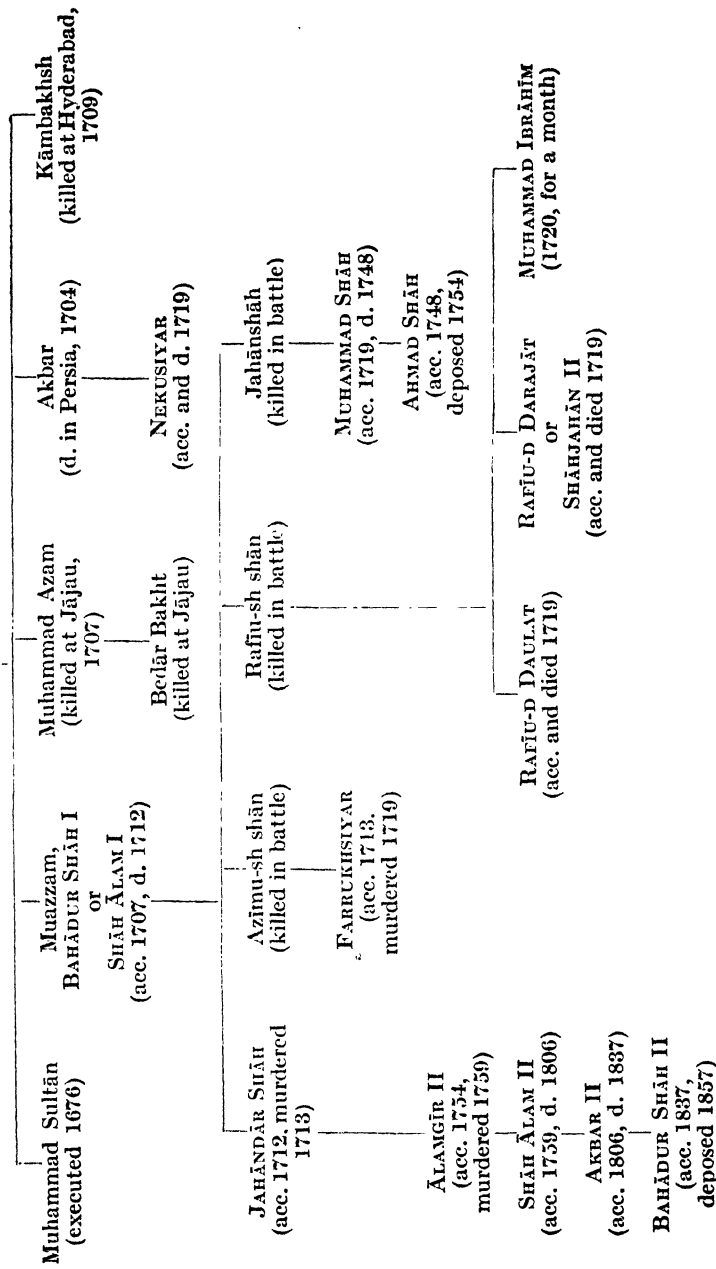 Muhammad Sultān
(executed 1676)
Muazzam,
BAHĀDUR SHĀH I
or
SHĀH ĀLAM I
(acc. 1707, d. 1712)
Muhammad Azam
(killed at Jājau,
1707)
Akbar
(d. in Persia, 1704)
Kāmbakhsh
(killed at Hyderabad,
1709)
Bedār Bakht
(killed at Jājau)
NEKUSIYAR
(acc. and d. 1719)
JAHĀNDĀR SHĀH
(acc. 1712, murdered
1713)
Azīmu-sh shān
(killed in battle)
Rafīu-sh shān
(killed in battle)
Jahānshāh
(killed in battle)
FARRUKHSIYAR
(acc. 1713.
murdered 1719)
MUHAMMAD SHĀH
(acc. 1719, d. 1748)
AHMAD SHĀH
(acc. 1748,
deposed 1754)
ĀLAMGĪR II
(acc. 1754,
murdered 1759)
SHĀH ĀLAM II
(acc. 1759, d. 1806)
AKBAR II
(acc. 1806, d. 1837)
BAHĀDUR SHĀH II
(acc. 1837,
deposed 1857)
RAFĪU-D DAULAT
(acc. and died 1719)
RAFĪU-D DARAJĀT
or
SHĀHJAHĀN II
(acc. and died 1719)
MUHAMMAD IBRĀHĪM
(1720, for a month)